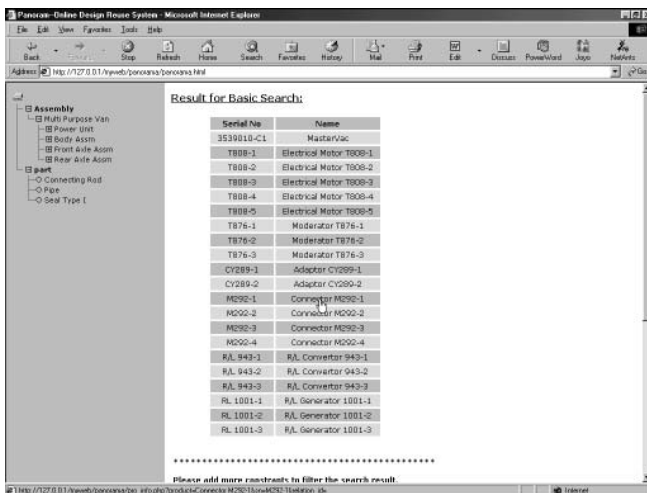 Panoram-Online Design Reuse System - Microsoft Internet Explorer
File Edit View Favorites Tools Help
Back Stop Refresh Home Search Favorites History Mail Print Edit Discuss PowerWord Joyo NetAnts
Address http://127.0.0.1/myweb/panorama/panorama.html Go
Assembly
Multi Purpose Van
Power Unit
Body Assm
Front Axle Assm
Rear Axle Assm
part
Connecting Rod
Pipe
Seal Type I
Result for Basic Search:
Serial No Name
3539010-C1 MasterVac
T808-1 Electrical Motor T808-1
T808-2 Electrical Motor T808-2
T808-3 Electrical Motor T808-3
T808-4 Electrical Motor T808-4
T808-5 Electrical Motor T808-5
T876-1 Moderator T876-1
T876-2 Moderator T876-2
T876-3 Moderator T876-3
CY289-1 Adaptor CY289-1
CY289-2 Adaptor CY289-2
M292-1 Connector M292-1
M292-2 Connector M292-2
M292-3 Connector M292-3
M292-4 Connector M292-4
R/L 943-1 R/L Convertor 943-1
R/L 943-2 R/L Convertor 943-2
R/L 943-3 R/L Convertor 943-3
RL 1001-1 R/L Generator 1001-1
RL 1001-2 R/L Generator 1001-2
RL 1001-3 R/L Generator 1001-3
Please add more constrants to filter the search result.
Internet